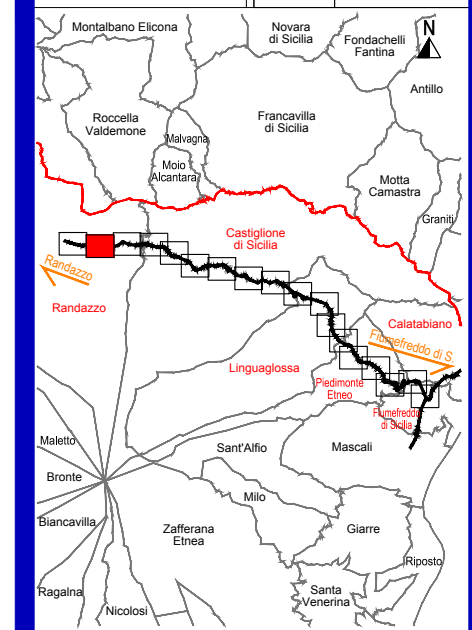 Montalbano Elicona
Novara
di Sicilia
Fondachelli
Fantina
N
Antillo
Roccella
Valdemone
Francavilla
di Sicilia
Malvagna
Moio
Alcantara
Motta
Camastra
Graniti
Castiglione
di Sicilia
Randazzo
Randazzo
Calatabiano
Fiumefreddo di S.
Linguaglossa
Piedimonte
Etneo
Fiumefreddo
di Sicilia
Maletto
Sant'Alfio
Mascali
Bronte
Milo
Biancavilla
Zafferana
Etnea
Giarre
Riposto
Ragalna
Nicolosi
Santa
Venerina